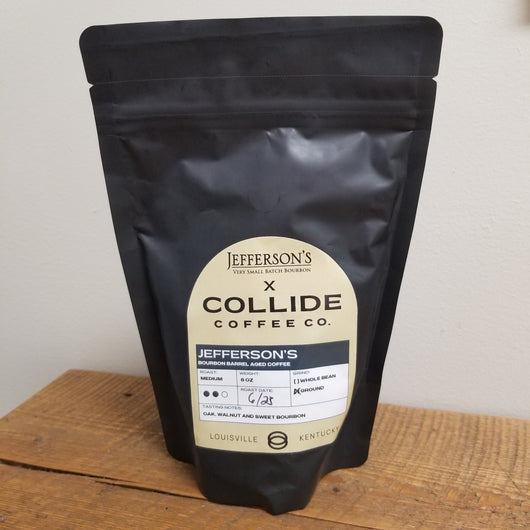 JEFFERSON'S
VERY SMALL BATCH BOURBON
X
COLLIDE
COFFEE CO.
JEFFERSON'S
BOURBON BARREL AGED COFFEE
ROAST: WEIGHT: GRIND:
MEDIUM 8 OZ [ ] WHOLE BEAN
ROAST DATE: [X] GROUND
6/25
TASTING NOTES:
OAK, WALNUT AND SWEET BOURBON
LOUISVILLE KENTUCKY